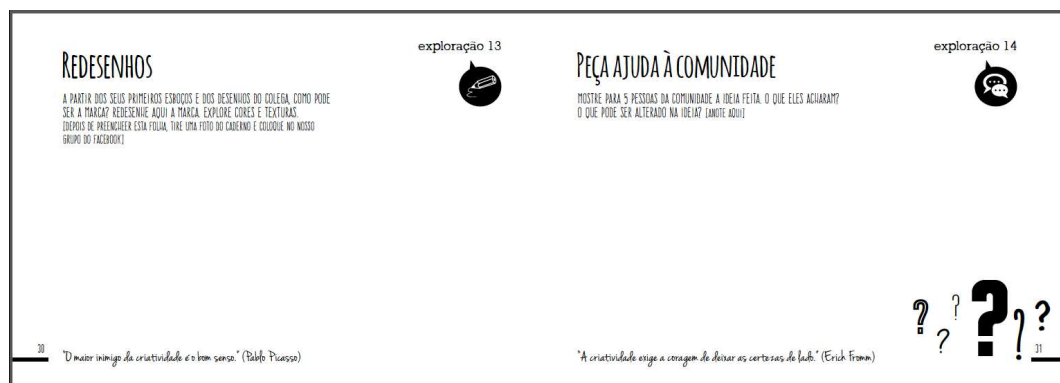 exploração 13
REDESENHOS
A PARTIR DOS SEUS PRIMEIROS ESBOÇOS E DOS DESENHOS DO COLEGA, COMO PODE
SER A MARCA? REDESENHE AQUI A MARCA. EXPLORE CORES E TEXTURAS.
[DEPOIS DE PREENCHEER ESTA FOLHA, TIRE UMA FOTO DO CADERNO E COLOQUE NO NOSSO
GRUPO DO FACEBOOK]
30
"O maior inimigo da criatividade é o bom senso." (Pablo Picasso)
exploração 14
PEÇA AJUDA À COMUNIDADE
MOSTRE PARA 5 PESSOAS DA COMUNIDADE A IDEIA FEITA. O QUE ELES ACHARAM?
O QUE PODE SER ALTERADO NA IDEIA? [ANOTE AQUI]
? ? ? ? ? ?
"A criatividade exige a coragem de deixar as certezas de lado." (Erich Fromm)
31